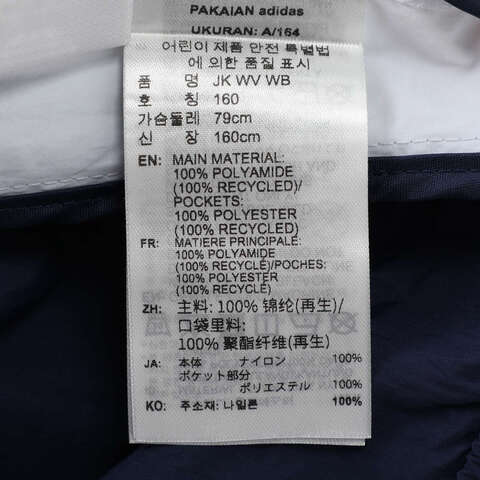 PAKAIAN adidas
UKURAN: A/164
어린이 제품 안전 특별법
에 의한 품질 표시
품 명 JK WV WB
호 칭 160
가슴둘레 79cm
신 장 160cm
EN: MAIN MATERIAL:
100% POLYAMIDE
(100% RECYCLED)/
POCKETS:
100% POLYESTER
(100% RECYCLED)
FR: MATIERE PRINCIPALE:
100% POLYAMIDE
(100% RECYCLÉ)/POCHES:
100% POLYESTER
(100% RECYCLÉ)
ZH: 主料: 100% 锦纶(再生)/
口袋里料:
100% 聚酯纤维(再生)
JA: 本体 ナイロン 100%
ポケット部分
ポリエステル 100%
KO: 주소재: 나일론 100%